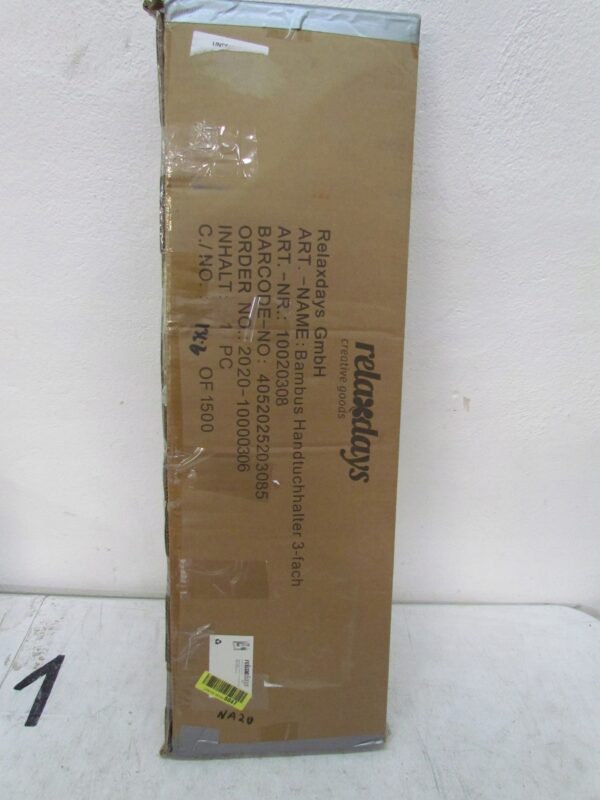 relaxdays
creative goods
Relaxdays GmbH
ART. -NAME: Bambus Handtuchhalter 3-fach
ART. -NR.: 10020308
BARCODE-NO: 4052025203085
ORDER NO.: 2020-10000306
INHALT: 1 PC
C./NO. OF 1500
relaxdays
NA20
1